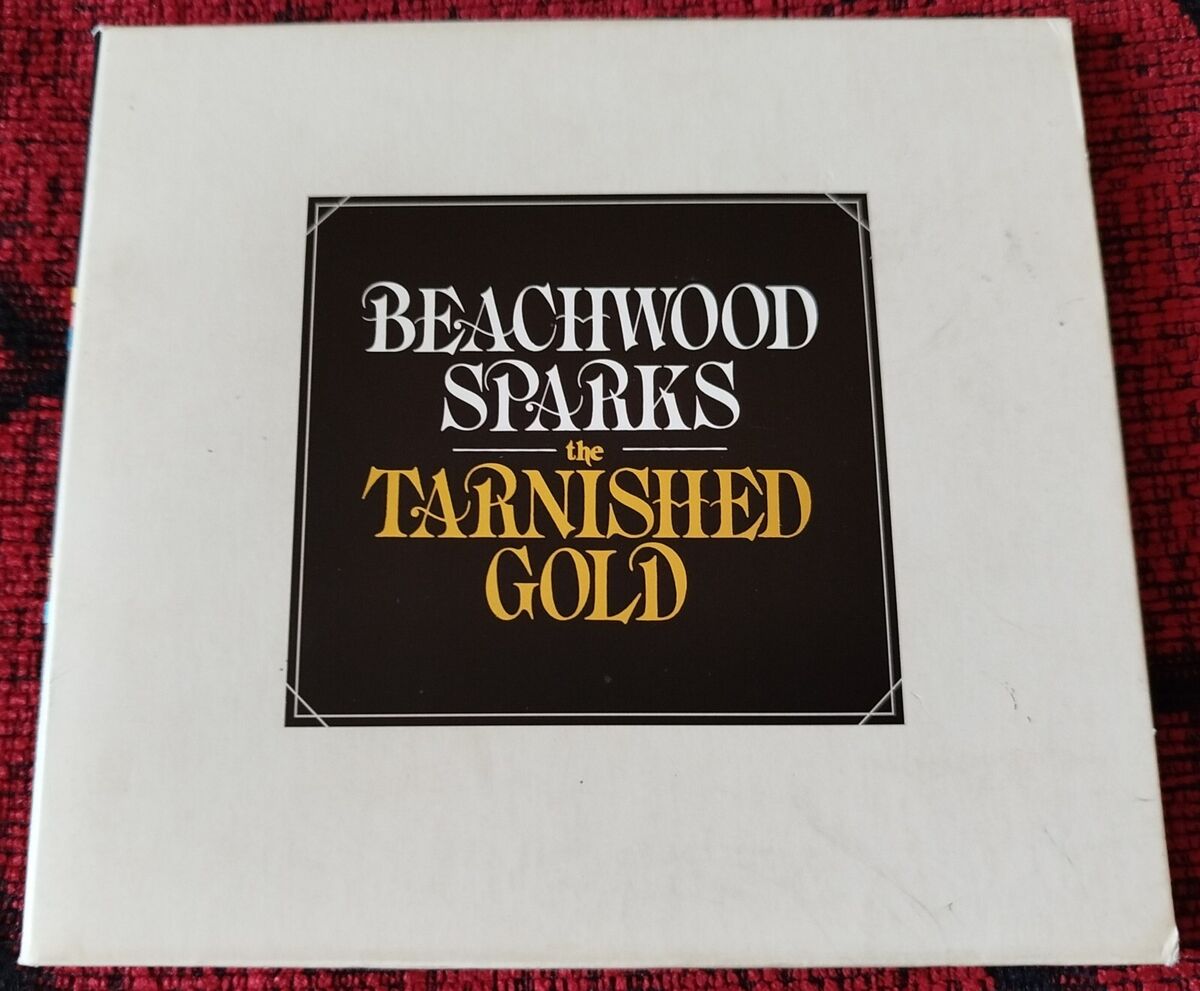 BEACHWOOD
SPARKS
the
TARNISHED
GOLD